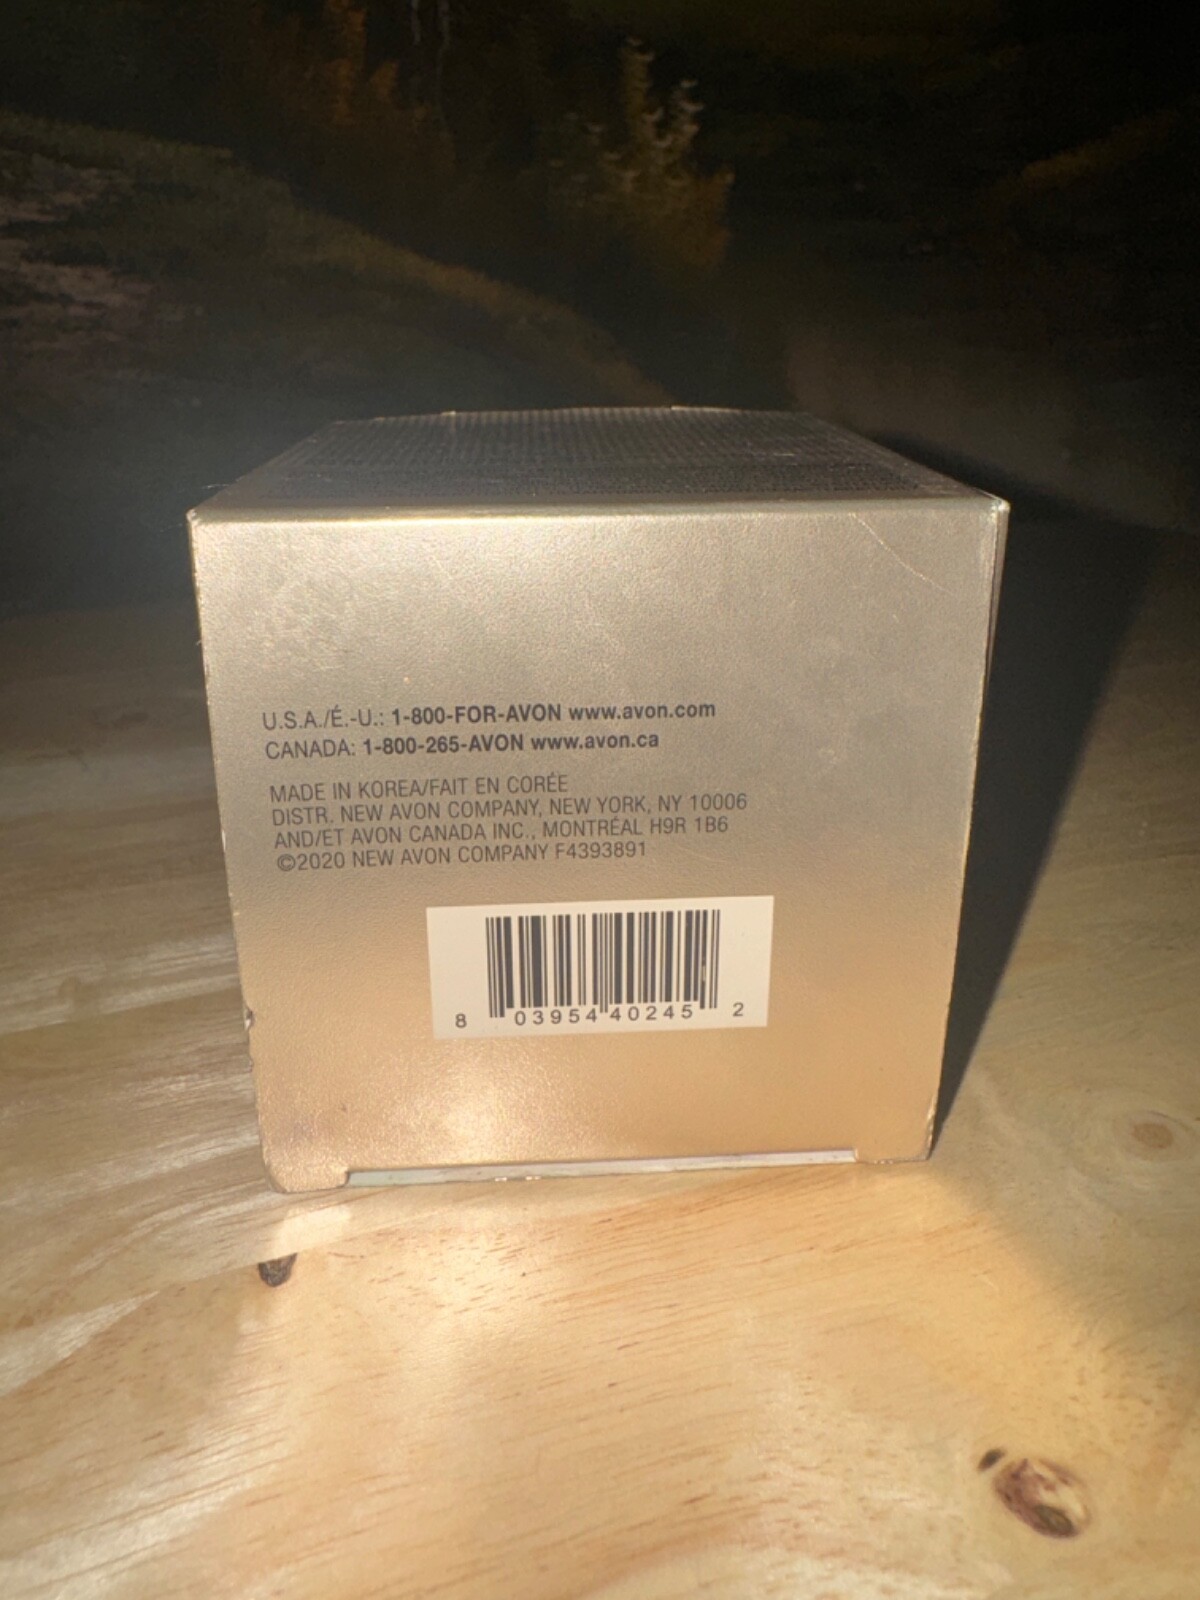 U.S.A./É.-U.: 1-800-FOR-AVON www.avon.com
CANADA: 1-800-265-AVON www.avon.ca
MADE IN KOREA/FAIT EN CORÉE
DISTR. NEW AVON COMPANY, NEW YORK, NY 10006
AND/ET AVON CANADA INC., MONTRÉAL H9R 1B6
©2020 NEW AVON COMPANY F4393891
8 03954 40245 2